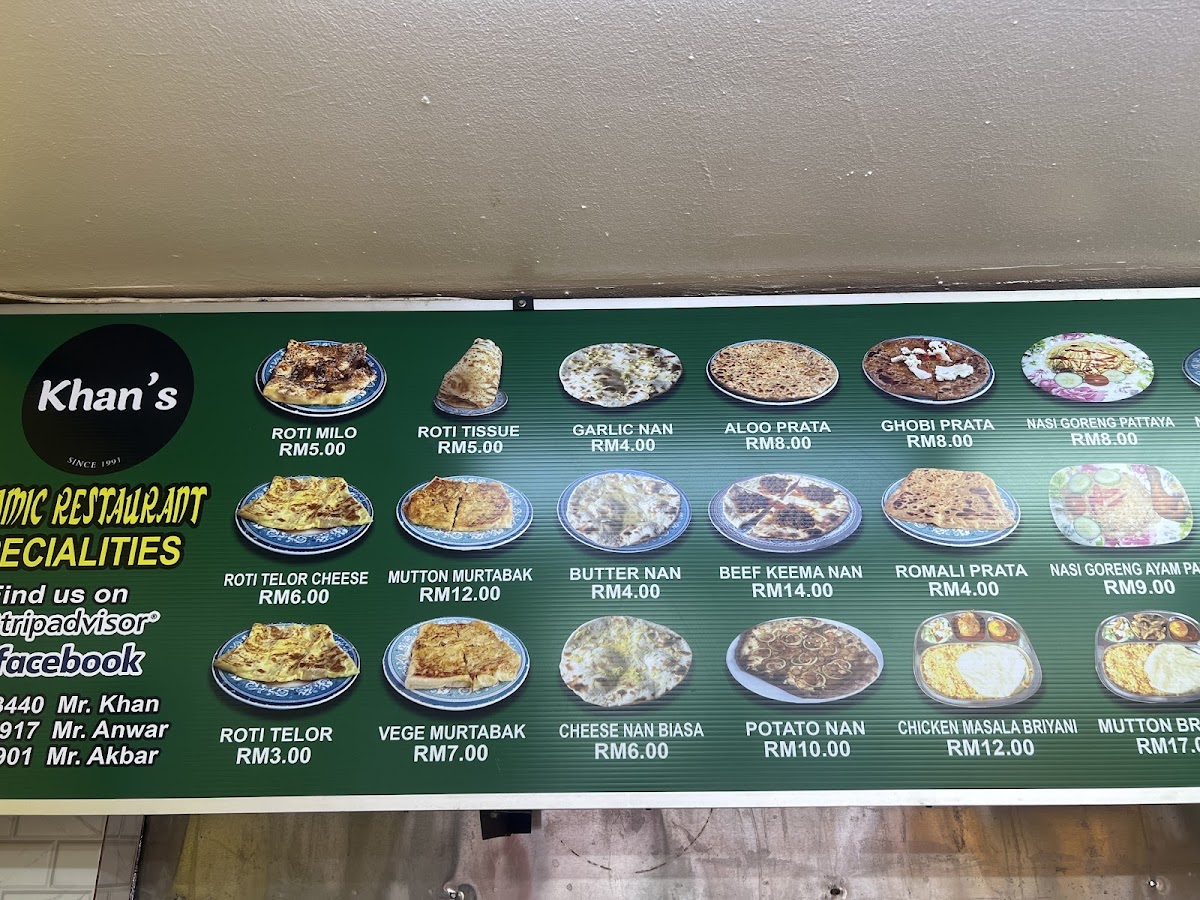 Khan's
SINCE 1991
RESTAURANT
find us on
tripadvisor®
facebook
3440 Mr. Khan
917 Mr. Anwar
901 Mr. Akbar
ROTI MILO
RM5.00
ROTI TISSUE
RM5.00
GARLIC NAN
RM4.00
ALOO PRATA
RM8.00
GHOBI PRATA
RM8.00
NASI GORENG PATTAYA
RM8.00
ROTI TELOR CHEESE
RM6.00
MUTTON MURTABAK
RM12.00
BUTTER NAN
RM4.00
BEEF KEEMA NAN
RM14.00
ROMALI PRATA
RM4.00
NASI GORENG AYAM PA
RM9.00
ROTI TELOR
RM3.00
VEGE MURTABAK
RM7.00
CHEESE NAN BIASA
RM6.00
POTATO NAN
RM10.00
CHICKEN MASALA BRIYANI
RM12.00
MUTTON BR
RM17.0